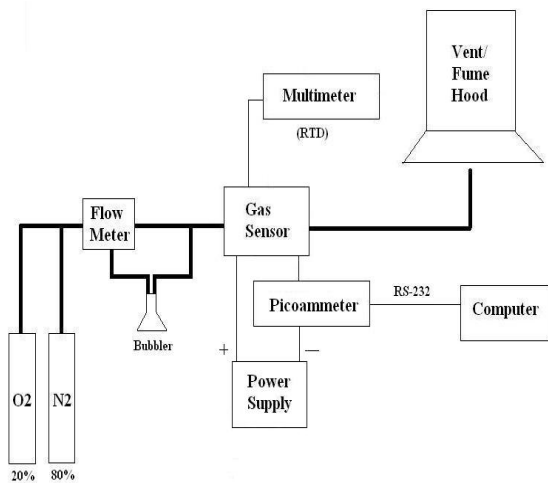 Vent/
Fume
Hood
Multimeter
(RTD)
Flow
Meter
Gas
Sensor
RS-232
Picoammeter
Computer
Bubbler
+
—
O2
N2
Power
Supply
20%
80%